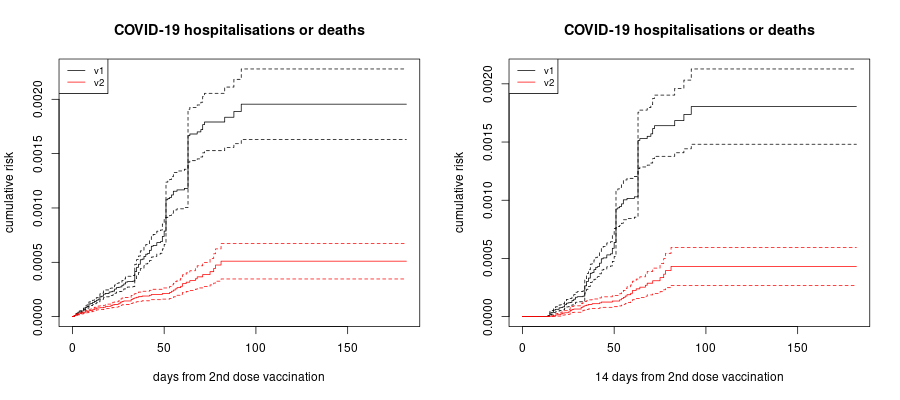 COVID-19 hospitalisations or deaths
v1
v2
cumulative risk
0.0000
0.0005
0.0010
0.0015
0.0020
0
50
100
150
days from 2nd dose vaccination
COVID-19 hospitalisations or deaths
v1
v2
cumulative risk
0.0000
0.0005
0.0010
0.0015
0.0020
0
50
100
150
14 days from 2nd dose vaccination